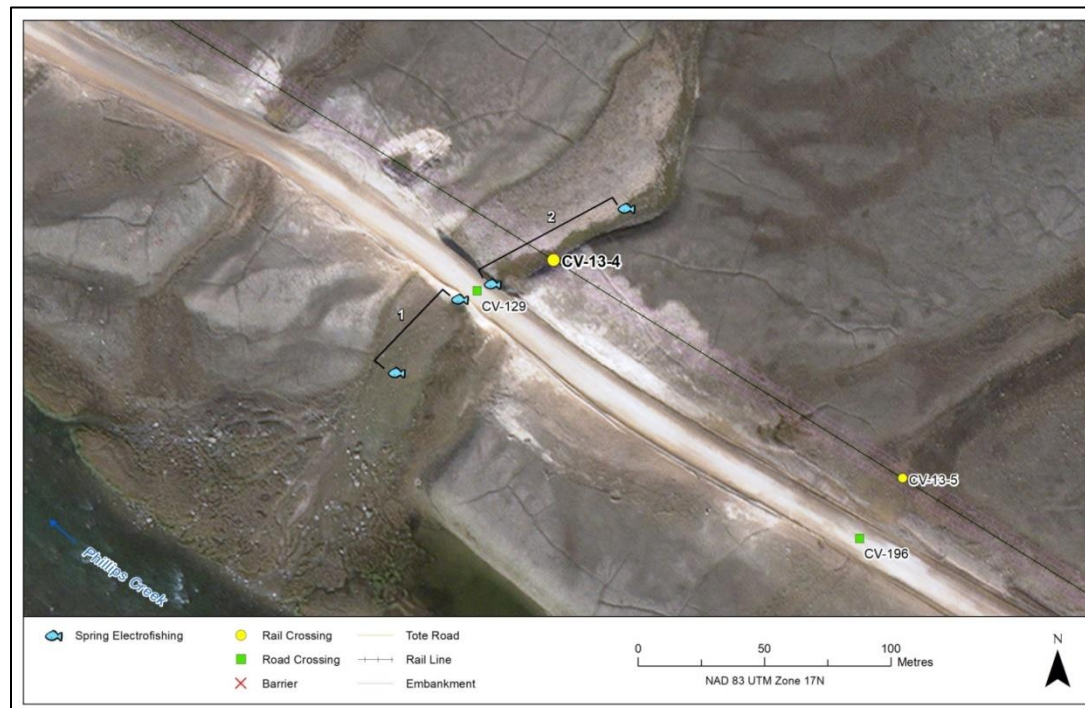 2
CV-13-4
CV-129
1
CV-13-5
CV-196
Phillips Creek
Spring Electrofishing
Rail Crossing
Road Crossing
Barrier
Tote Road
Rail Line
Embankment
0 50 100
Metres
NAD 83 UTM Zone 17N
N